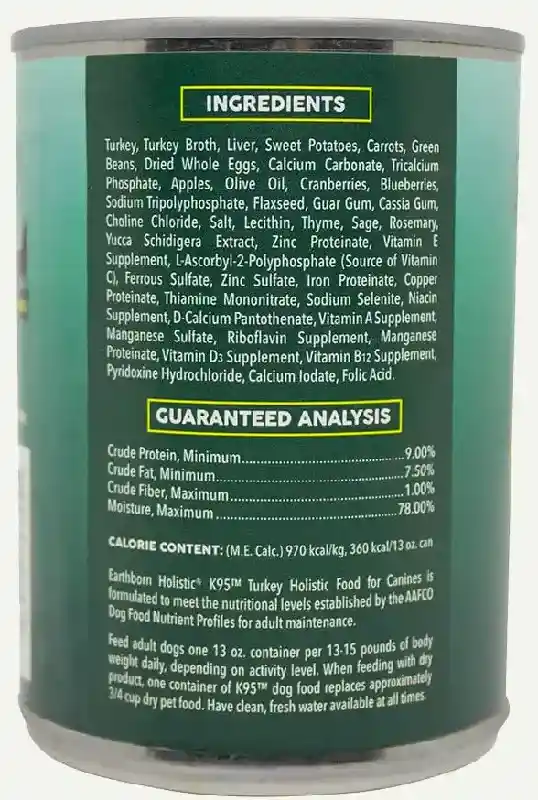 INGREDIENTS
Turkey, Turkey Broth, Liver, Sweet Potatoes, Carrots, Green
Beans, Dried Whole Eggs, Calcium Carbonate, Tricalcium
Phosphate, Apples, Olive Oil, Cranberries, Blueberries,
Sodium Tripolyphosphate, Flaxseed, Guar Gum, Cassia Gum,
Choline Chloride, Salt, Lecithin, Thyme, Sage, Rosemary,
Yucca Schidigera Extract, Zinc Proteinate, Vitamin E
Supplement, L-Ascorbyl-2-Polyphosphate (Source of Vitamin
C), Ferrous Sulfate, Zinc Sulfate, Iron Proteinate, Copper
Proteinate, Thiamine Mononitrate, Sodium Selenite, Niacin
Supplement, D-Calcium Pantothenate, Vitamin A Supplement,
Manganese Sulfate, Riboflavin Supplement, Manganese
Proteinate, Vitamin D3 Supplement, Vitamin B12 Supplement,
Pyridoxine Hydrochloride, Calcium Iodate, Folic Acid.
GUARANTEED ANALYSIS
Crude Protein, Minimum...9.00%
Crude Fat, Minimum...7.50%
Crude Fiber, Maximum...1.00%
Moisture, Maximum...78.00%
CALORIE CONTENT: (M.E. Calc.) 970 kcal/kg, 360 kcal/13 oz. can
Earthborn Holistic® K95™ Turkey Holistic Food for Canines is
formulated to meet the nutritional levels established by the AAFCO
Dog Food Nutrient Profiles for adult maintenance.
Feed adult dogs one 13 oz. container per 13-15 pounds of body
weight daily, depending on activity level. When feeding with dry
product, one container of K95™ dog food replaces approximately
3/4 cup dry pet food. Have clean, fresh water available at all times.